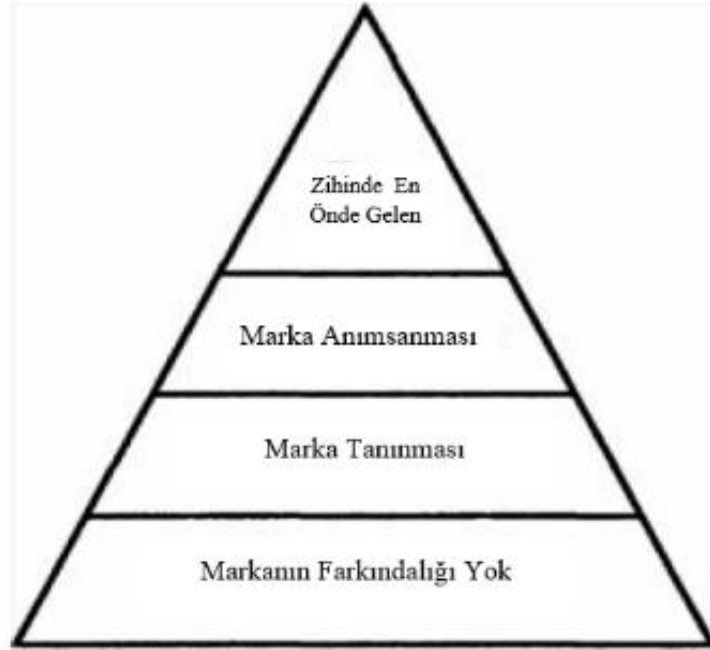 Zihinde En
Önde Gelen
Marka Anımsanması
Marka Tanınması
Markanın Farkındalığı Yok